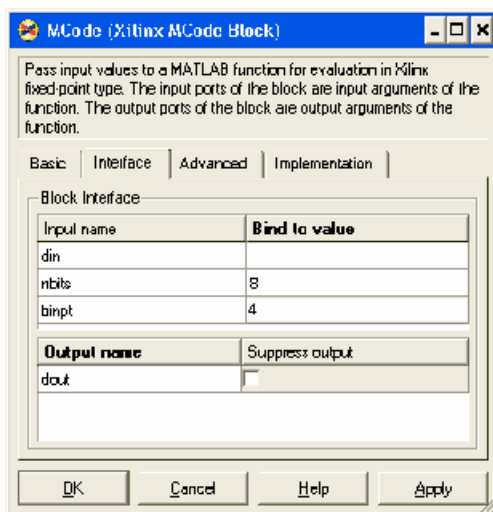 MCode (Xilinx MCode Block)
Pass input values to a MATLAB function for evaluation in Xilinx
fixed-point type. The input ports of the block are input arguments of the
function. The output ports of the block are output arguments of the
function.
Basic Interface Advanced Implementation
Block Interface
Input name Bind to value
din
nbits 8
binpt 4
Output name Suppress output
dout
OK Cancel Help Apply